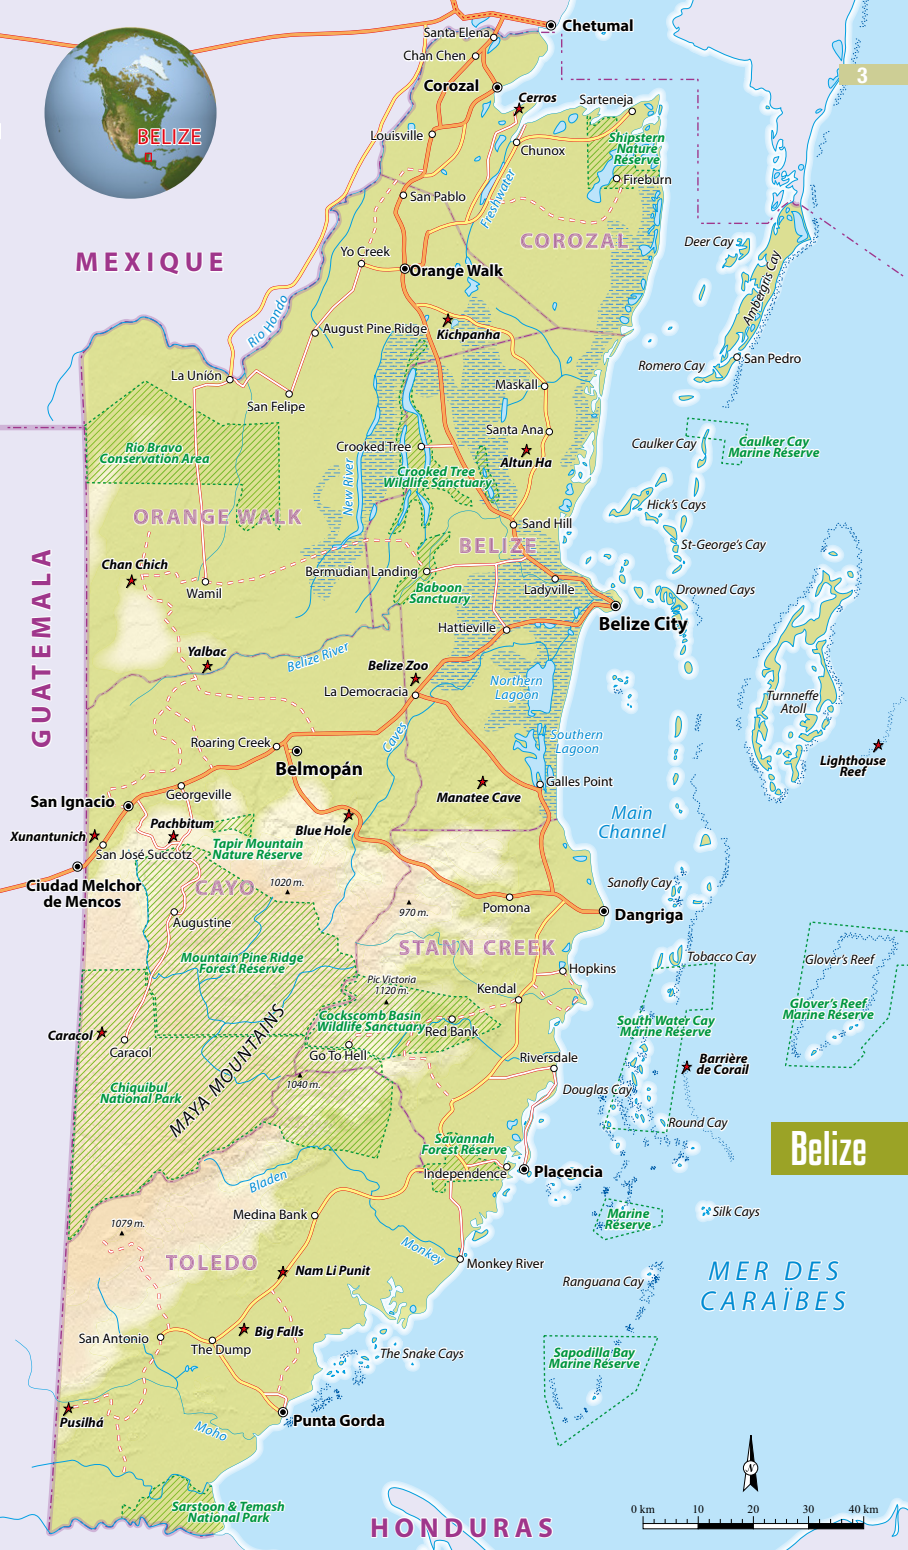 Chetumal
Santa Elena
Chan Chen
Corozal
3
Cerros
Sarteneja
BELIZE
Louisville
Shipstern
Nature
Réserve
Chunox
Fireburn
San Pablo
Freshwater
COROZAL
Deer Cay
MEXIQUE
Yo Creek
Orange Walk
Ambergris Cay
Rio Hondo
August Pine Ridge
Kichpanha
San Pedro
Romero Cay
La Unión
San Felipe
Maskall
Santa Ana
Caulker Cay
Caulker Cay
Marine Réserve
Rio Bravo
Conservation Area
Crooked Tree
Altun Ha
Crooked Tree
Wildlife Sanctuary
New River
Hick's Cays
ORANGE WALK
Sand Hill
BELIZE
St-George's Cay
Chan Chich
Bermudian Landing
Wamil
Baboon
Sanctuary
Ladyville
Drowned Cays
Belize City
Hattieville
GUATEMALA
Yalbac
Belize River
Belize Zoo
La Democracia
Northern
Lagoon
Turnneffe
Atoll
Caves
Southern
Lagoon
Roaring Creek
Belmopán
Lighthouse
Reef
Galles Point
Georgeville
Manatee Cave
San Ignacio
Main
Channel
Pachbitum
Blue Hole
Xunantunich
San José Succotz
Tapir Mountain
Nature Réserve
Ciudad Melchor
de Mencos
CAYO
1020 m.
Sanofly Cay
Pomona
970 m.
Dangriga
Augustine
STANN CREEK
Mountain Pine Ridge
Forest Réserve
Tobacco Cay
Glover's Reef
Hopkins
Pic Victoria
1120 m.
Kendal
Glover's Reef
Marine Réserve
Cockscomb Basin
Wildlife Sanctuary
Red Bank
South Water Cay
Marine Réserve
Caracol
Caracol
MAYA MOUNTAINS
Go To Hell
Riversdale
Barrière
de Corail
1040 m.
Chiquibul
National Park
Douglas Cay
Round Cay
Savannah
Forest Réserve
Belize
Independence
Placencia
Bladen
Medina Bank
1079 m.
Marine
Réserve
Silk Cays
Monkey
TOLEDO
Nam Li Punit
Monkey River
Ranguana Cay
MER DES
CARAÏBES
Big Falls
San Antonio
The Dump
The Snake Cays
Sapodilla Bay
Marine Réserve
Pusilhá
Punta Gorda
Moho
N
Sarstoon & Temash
National Park
HONDURAS
0 km 10 20 30 40 km